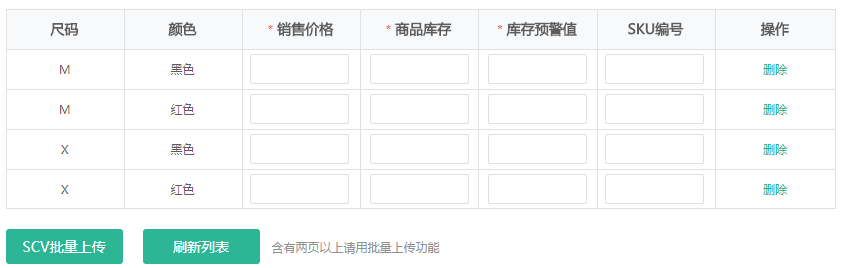 尺码 颜色 * 销售价格 * 商品库存 * 库存预警值 SKU编号 操作
M 黑色 删除
M 红色 删除
X 黑色 删除
X 红色 删除
SCV批量上传 刷新列表 含有两页以上请用批量上传功能